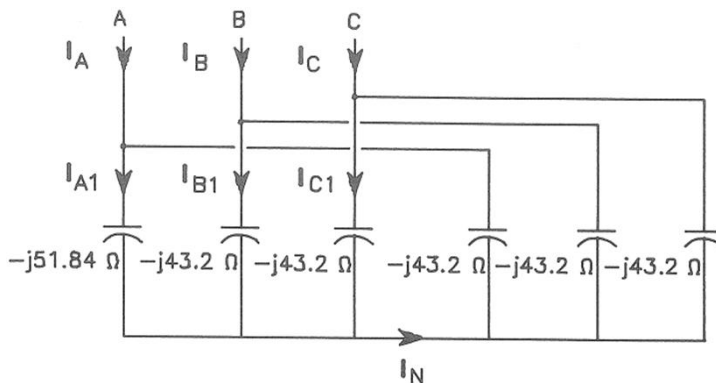 A B C
I_A I_B I_C
I_A1 I_B1 I_C1
−j51.84 Ω −j43.2 Ω −j43.2 Ω −j43.2 Ω −j43.2 Ω −j43.2 Ω
I_N